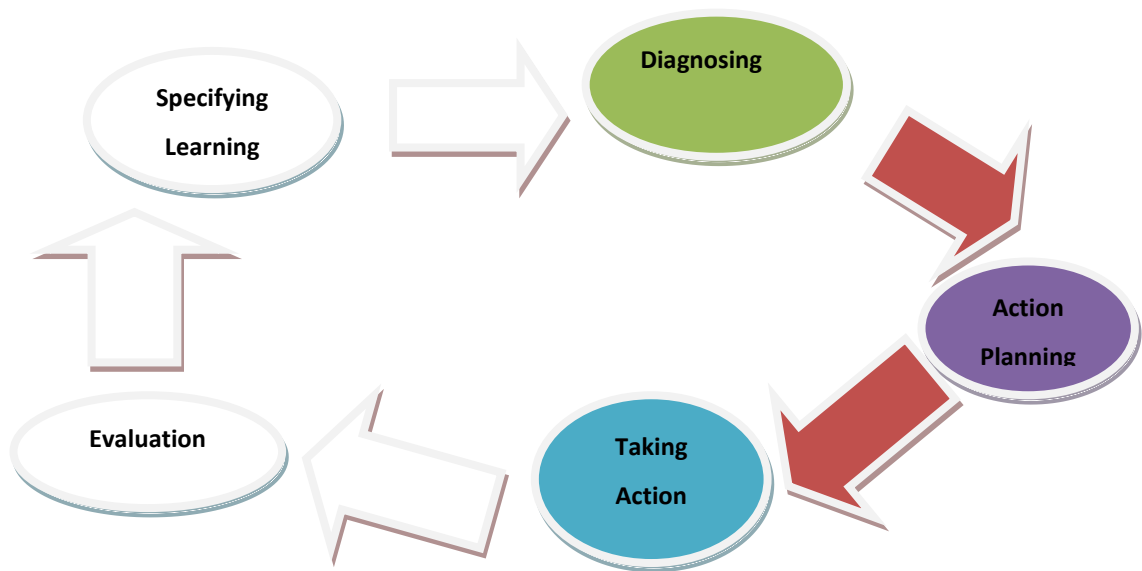 Specifying
Learning
Diagnosing
Action
Planning
Taking
Action
Evaluation